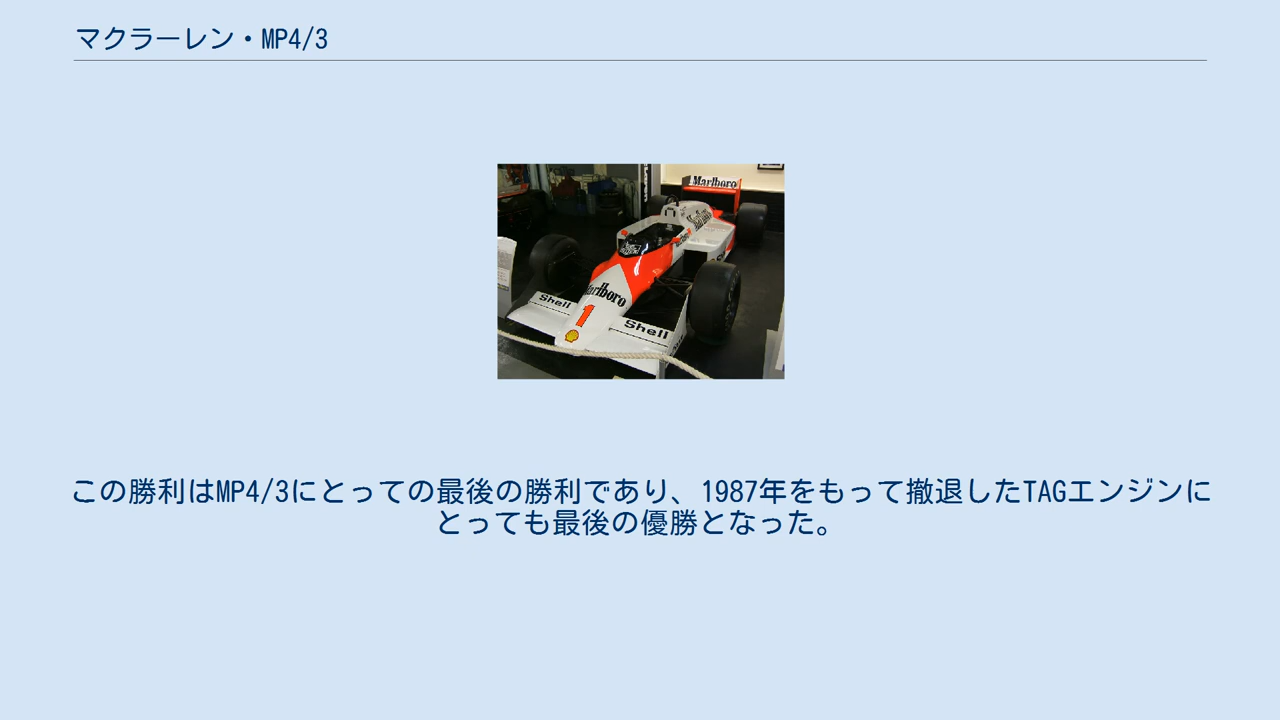 マクラーレン・MP4/3
Marlboro
Marlboro
Marlboro
Shell
1
Shell
この勝利はMP4/3にとっての最後の勝利であり、1987年をもって撤退したTAGエンジンに
とっても最後の優勝となった。